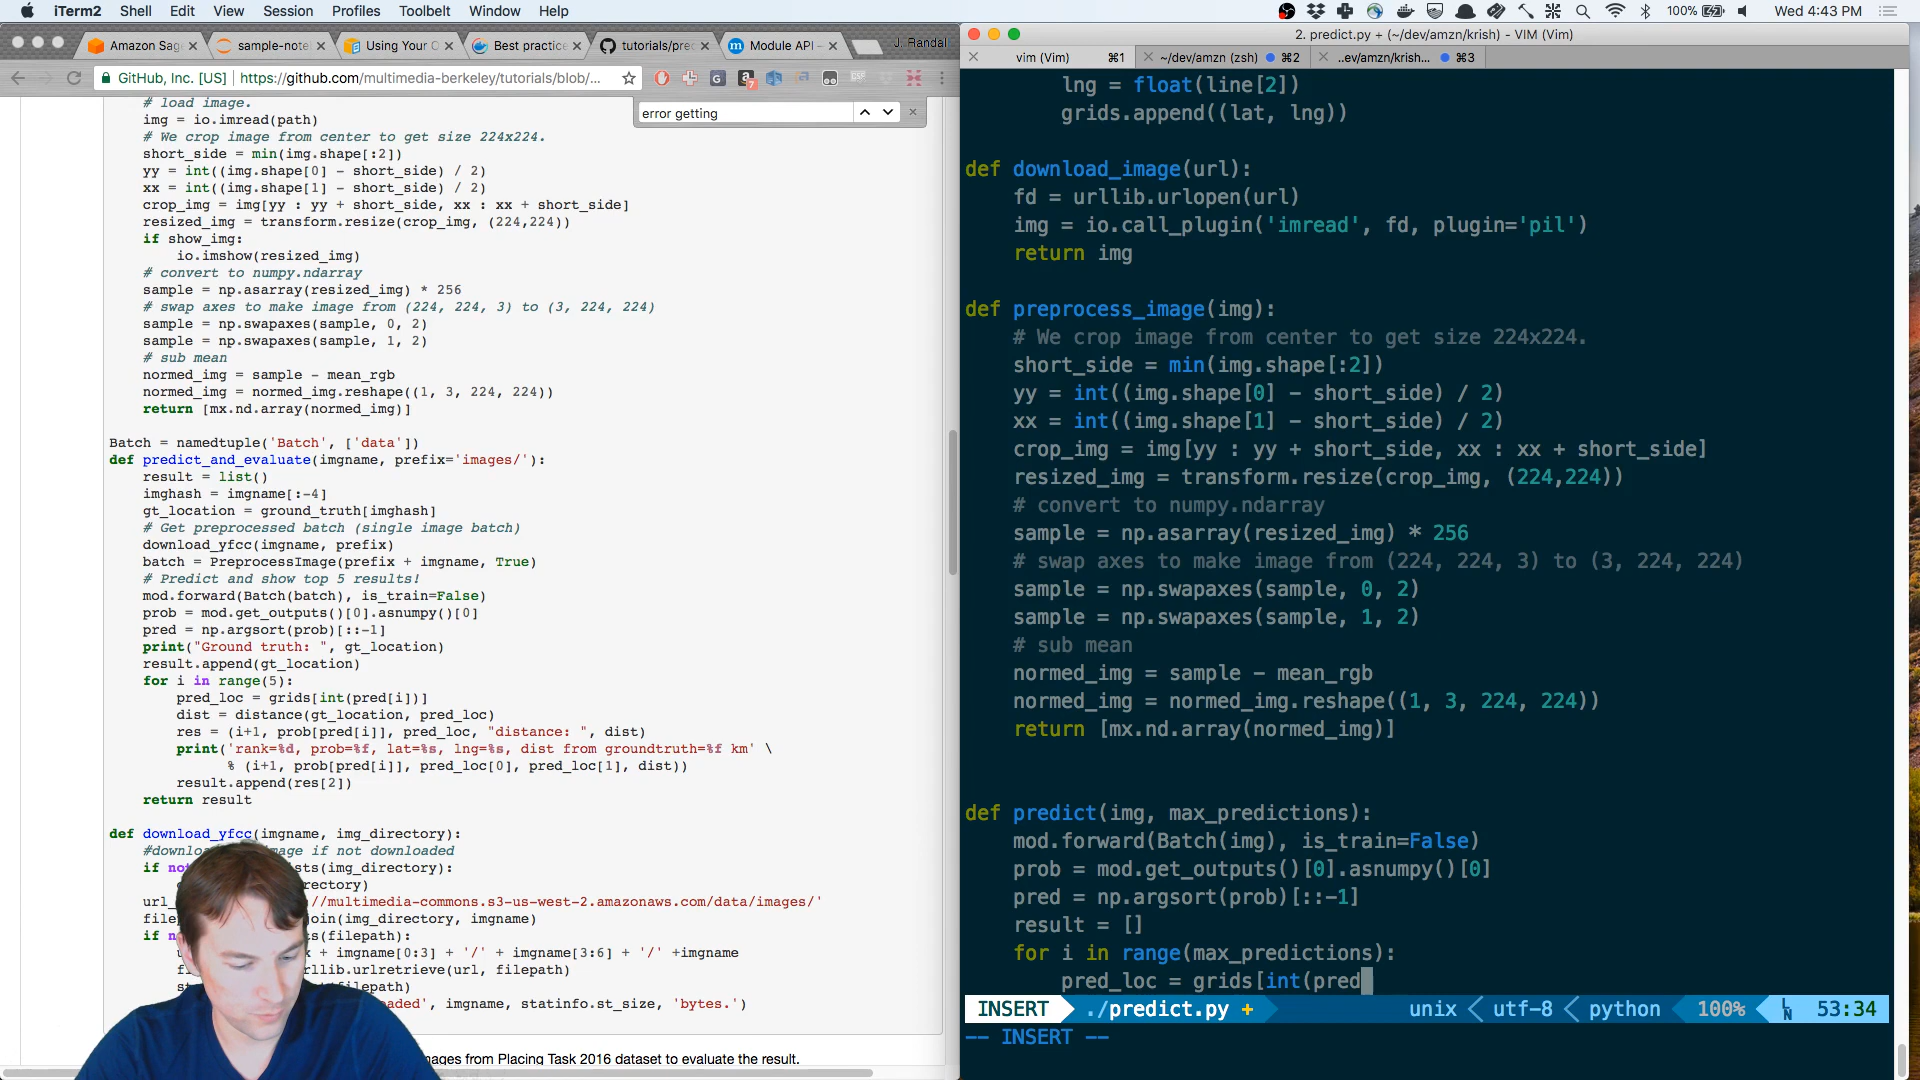 iTerm2 Shell Edit View Session Profiles Toolbelt Window Help
100% Wed 4:43 PM
Amazon Sag
sample-note
Using Your C
Best practice
tutorials/pred
Module API –
J. Randal
GitHub, Inc. [US] https://github.com/multimedia-berkeley/tutorials/blob/...
error getting
# load image.
img = io.imread(path)
# We crop image from center to get size 224x224.
short_side = min(img.shape[:2])
yy = int((img.shape[0] - short_side) / 2)
xx = int((img.shape[1] - short_side) / 2)
crop_img = img[yy : yy + short_side, xx : xx + short_side]
resized_img = transform.resize(crop_img, (224,224))
if show_img:
io.imshow(resized_img)
# convert to numpy.ndarray
sample = np.asarray(resized_img) * 256
# swap axes to make image from (224, 224, 3) to (3, 224, 224)
sample = np.swapaxes(sample, 0, 2)
sample = np.swapaxes(sample, 1, 2)
# sub mean
normed_img = sample - mean_rgb
normed_img = normed_img.reshape((1, 3, 224, 224))
return [mx.nd.array(normed_img)]
Batch = namedtuple('Batch', ['data'])
def predict_and_evaluate(imgname, prefix='images/'):
result = list()
imghash = imgname[:-4]
gt_location = ground_truth[imghash]
# Get preprocessed batch (single image batch)
download_yfcc(imgname, prefix)
batch = PreprocessImage(prefix + imgname, True)
# Predict and show top 5 results!
mod.forward(Batch(batch), is_train=False)
prob = mod.get_outputs()[0].asnumpy()[0]
pred = np.argsort(prob)[::-1]
print("Ground truth: ", gt_location)
result.append(gt_location)
for i in range(5):
pred_loc = grids[int(pred[i])]
dist = distance(gt_location, pred_loc)
res = (i+1, prob[pred[i]], pred_loc, "distance: ", dist)
print('rank=%d, prob=%f, lat=%s, lng=%s, dist from groundtruth=%f km' \
% (i+1, prob[pred[i]], pred_loc[0], pred_loc[1], dist))
result.append(res[2])
return result
def download_yfcc(imgname, img_directory):
#downlo image if not downloaded
if no sts(img_directory):
rectory)
url_ //multimedia-commons.s3-us-west-2.amazonaws.com/data/images/'
file join(img_directory, imgname)
if n ts(filepath):
+ imgname[0:3] + '/' + imgname[3:6] + '/' +imgname
rllib.urlretrieve(url, filepath)
filepath)
aded', imgname, statinfo.st_size, 'bytes.')
mages from Placing Task 2016 dataset to evaluate the result.
2. predict.py + (~/dev/amzn/krish) - VIM (Vim)
vim (Vim) ⌘1
~/dev/amzn (zsh) ⌘2
..ev/amzn/krish... ⌘3
lng = float(line[2])
grids.append((lat, lng))
def download_image(url):
fd = urllib.urlopen(url)
img = io.call_plugin('imread', fd, plugin='pil')
return img
def preprocess_image(img):
# We crop image from center to get size 224x224.
short_side = min(img.shape[:2])
yy = int((img.shape[0] - short_side) / 2)
xx = int((img.shape[1] - short_side) / 2)
crop_img = img[yy : yy + short_side, xx : xx + short_side]
resized_img = transform.resize(crop_img, (224,224))
# convert to numpy.ndarray
sample = np.asarray(resized_img) * 256
# swap axes to make image from (224, 224, 3) to (3, 224, 224)
sample = np.swapaxes(sample, 0, 2)
sample = np.swapaxes(sample, 1, 2)
# sub mean
normed_img = sample - mean_rgb
normed_img = normed_img.reshape((1, 3, 224, 224))
return [mx.nd.array(normed_img)]
def predict(img, max_predictions):
mod.forward(Batch(img), is_train=False)
prob = mod.get_outputs()[0].asnumpy()[0]
pred = np.argsort(prob)[::-1]
result = []
for i in range(max_predictions):
pred_loc = grids[int(pred
INSERT ./predict.py + unix utf-8 python 100% LN 53:34
-- INSERT --